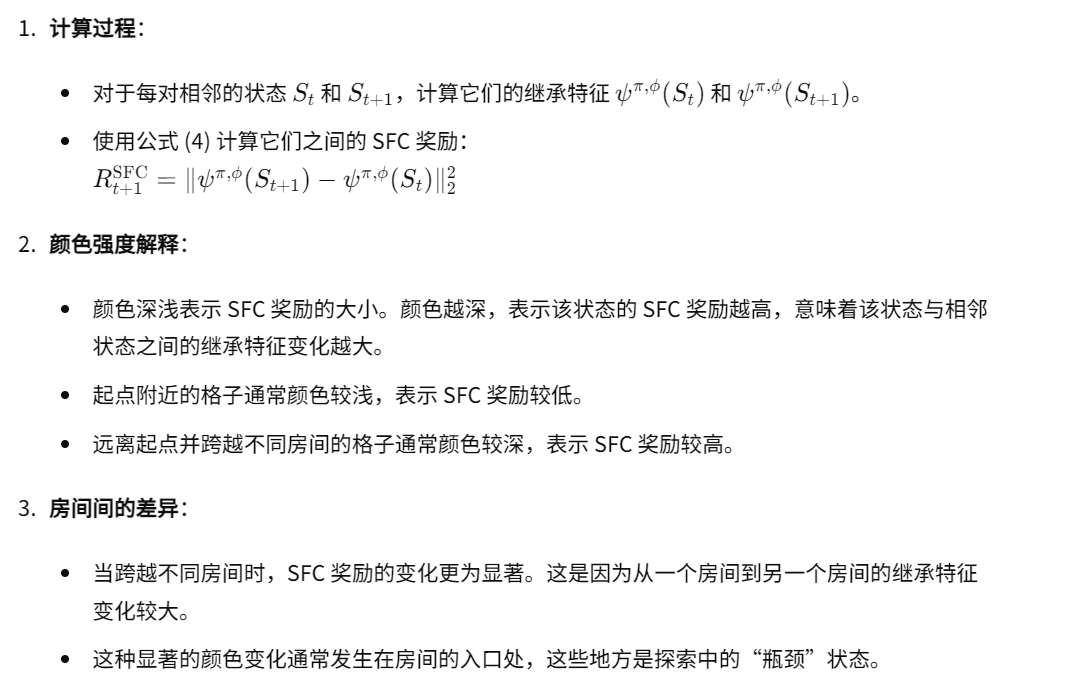 1. 计算过程：
• 对于每对相邻的状态 $S_t$ 和 $S_{t+1}$，计算它们的继承特征 $\psi^{\pi,\phi}(S_t)$ 和 $\psi^{\pi,\phi}(S_{t+1})$。
• 使用公式 (4) 计算它们之间的 SFC 奖励：
$R_{t+1}^{\text{SFC}} = \|\psi^{\pi,\phi}(S_{t+1}) - \psi^{\pi,\phi}(S_t)\|_2^2$
2. 颜色强度解释：
• 颜色深浅表示 SFC 奖励的大小。颜色越深，表示该状态的 SFC 奖励越高，意味着该状态与相邻
状态之间的继承特征变化越大。
• 起点附近的格子通常颜色较浅，表示 SFC 奖励较低。
• 远离起点并跨越不同房间的格子通常颜色较深，表示 SFC 奖励较高。
3. 房间间的差异：
• 当跨越不同房间时，SFC 奖励的变化更为显著。这是因为从一个房间到另一个房间的继承特征
变化较大。
• 这种显著的颜色变化通常发生在房间的入口处，这些地方是探索中的“瓶颈”状态。